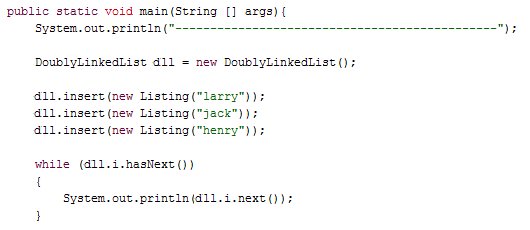 public static void main(String [] args){
    System.out.println("----------------------------------------------");
    DoublyLinkedList dll = new DoublyLinkedList();
    dll.insert(new Listing("larry"));
    dll.insert(new Listing("jack"));
    dll.insert(new Listing("henry"));
    while (dll.i.hasNext())
    {
        System.out.println(dll.i.next());
    }